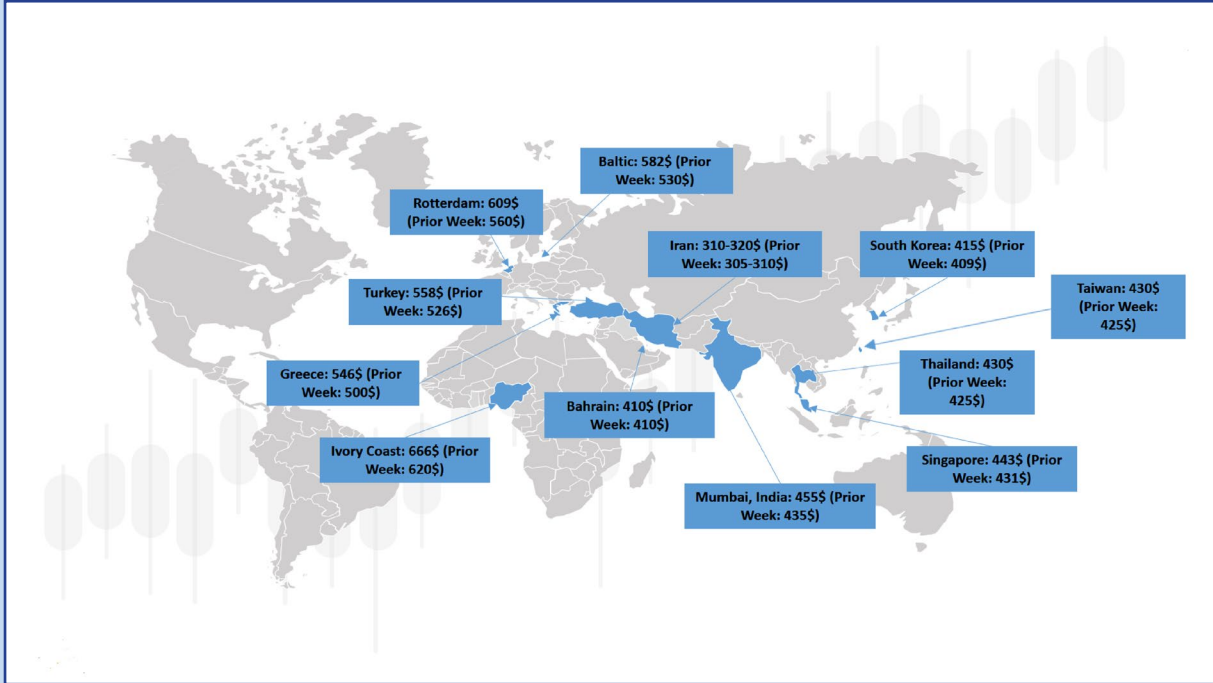 Baltic: 582$ (Prior
Week: 530$)
Rotterdam: 609$
(Prior Week: 560$)
Iran: 310-320$ (Prior
Week: 305-310$)
South Korea: 415$ (Prior
Week: 409$)
Turkey: 558$ (Prior
Week: 526$)
Taiwan: 430$
(Prior Week:
425$)
Greece: 546$ (Prior
Week: 500$)
Thailand: 430$
(Prior Week:
425$)
Bahrain: 410$ (Prior
Week: 410$)
Ivory Coast: 666$ (Prior
Week: 620$)
Singapore: 443$ (Prior
Week: 431$)
Mumbai, India: 455$ (Prior
Week: 435$)